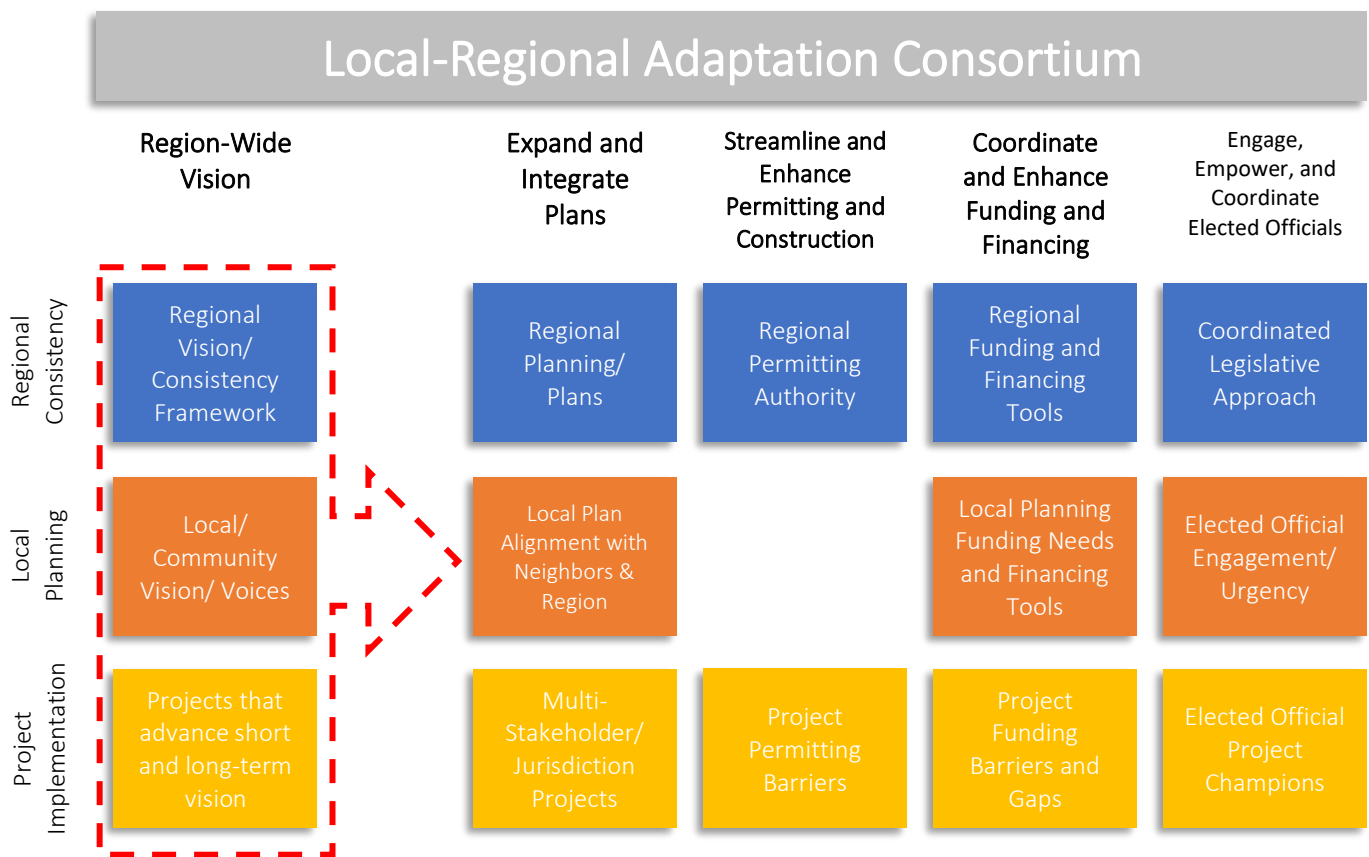 Local-Regional Adaptation Consortium
Region-Wide
Vision
Expand and
Integrate
Plans
Streamline and
Enhance
Permitting and
Construction
Coordinate
and Enhance
Funding and
Financing
Engage,
Empower, and
Coordinate
Elected Officials
Regional
Consistency
Regional
Vision/
Consistency
Framework
Regional
Planning/
Plans
Regional
Permitting
Authority
Regional
Funding and
Financing
Tools
Coordinated
Legislative
Approach
Local
Planning
Local/
Community
Vision/ Voices
Local Plan
Alignment with
Neighbors &
Region
Local Planning
Funding Needs
and Financing
Tools
Elected Official
Engagement/
Urgency
Project
Implementation
Projects that
advance short
and long-term
vision
Multi-
Stakeholder/
Jurisdiction
Projects
Project
Permitting
Barriers
Project
Funding
Barriers and
Gaps
Elected Official
Project
Champions